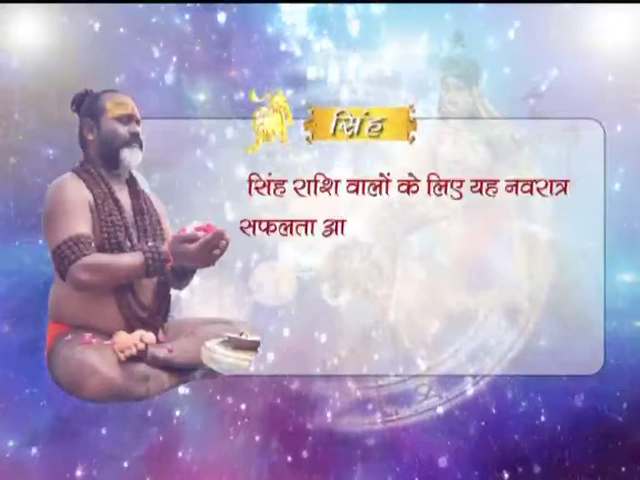 सिंह
सिंह राशि वालों के लिए यह नवरात्र
सफलता आ